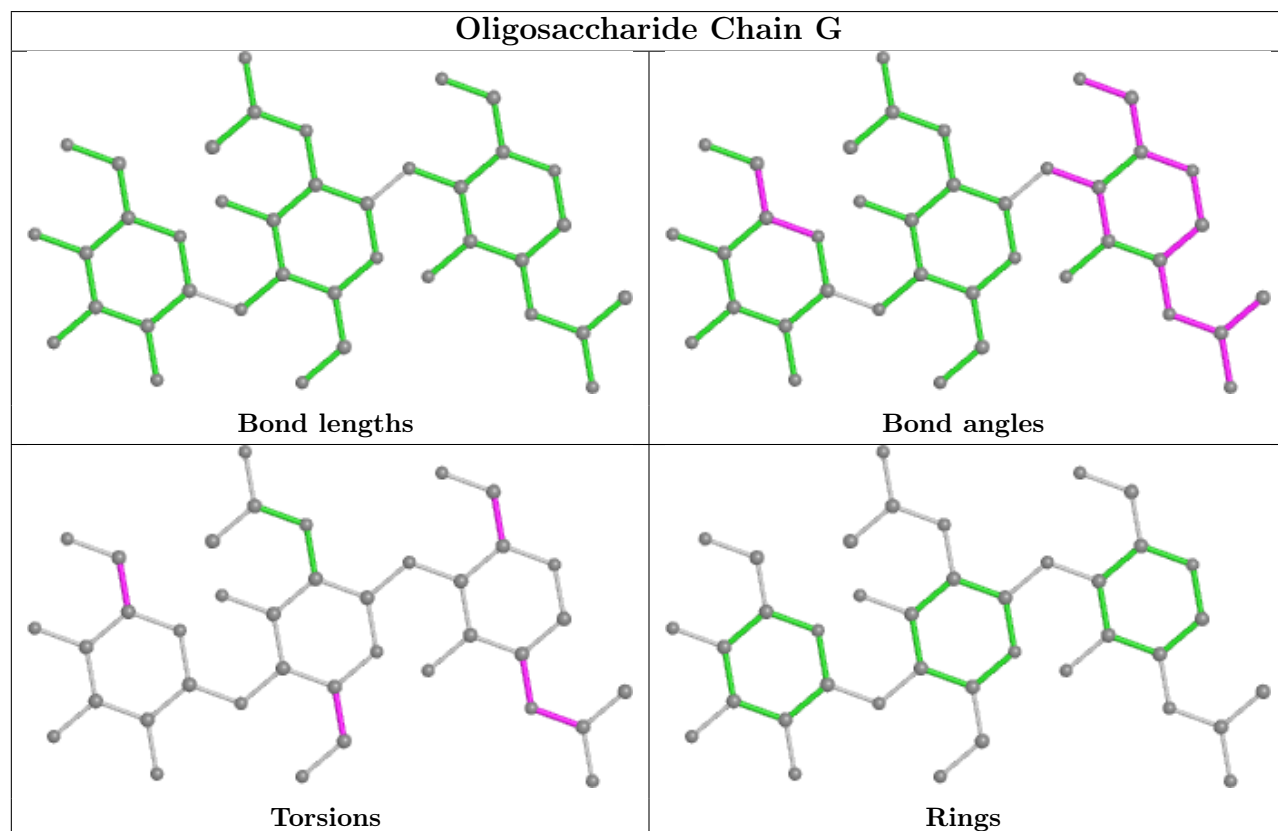 Oligosaccharide Chain G
Bond lengths
Bond angles
Torsions
Rings